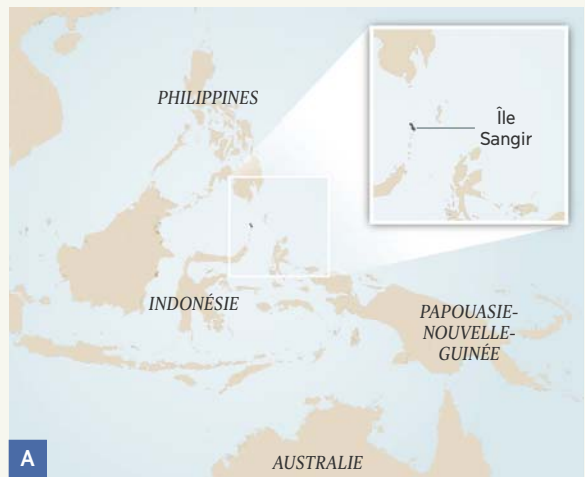 PHILIPPINES
Île
Sangir
INDONÉSIE
PAPOUASIE-
NOUVELLE-
GUINÉE
A
AUSTRALIE